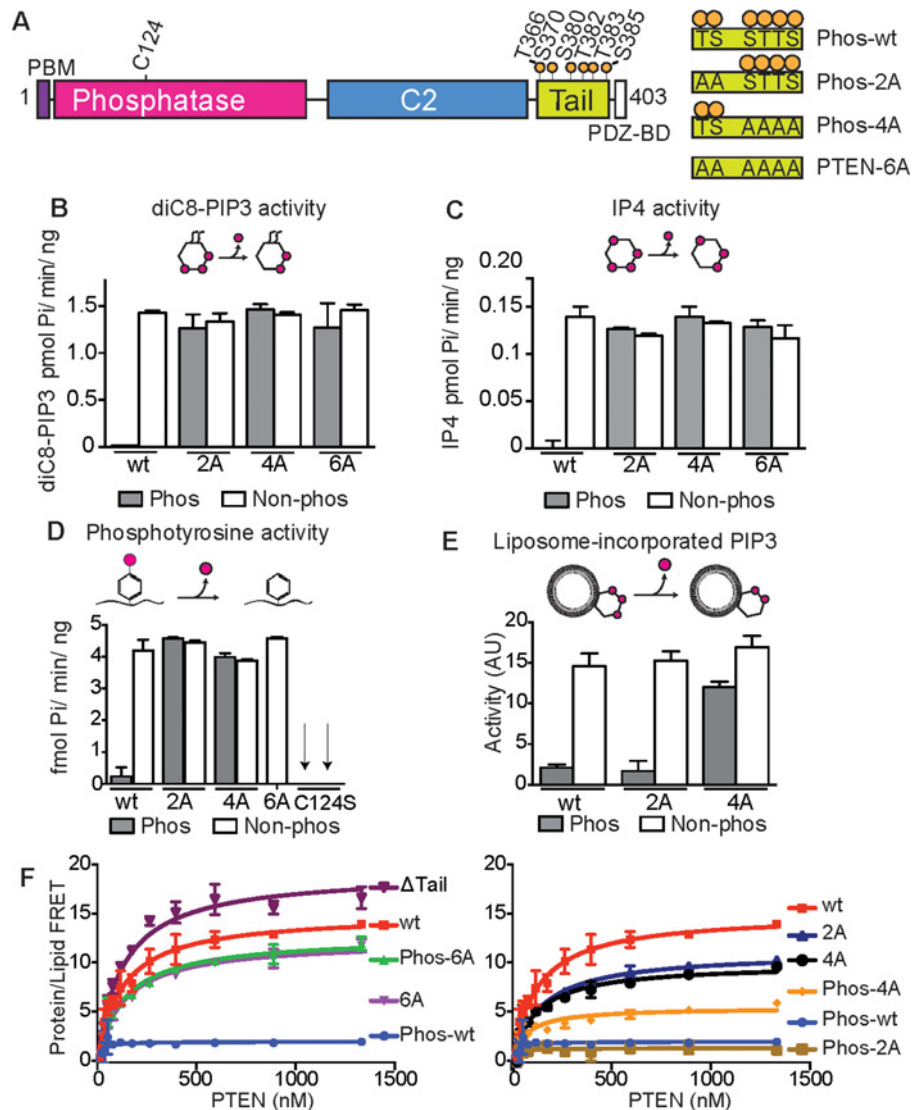 A
C124
T366
S370
S380
T382
T383
S385
PBM
1
Phosphatase
C2
Tail
403
PDZ-BD
TS STTS
Phos-wt
AA STTS
Phos-2A
TS AAAA
Phos-4A
AA AAAA
PTEN-6A
B
diC8-PIP3 activity
diC8-PIP3 pmol Pi/ min/ ng
1.5
1.0
0.5
0
wt 2A 4A 6A
Phos Non-phos
C
IP4 activity
IP4 pmol Pi/ min/ ng
0.20
0.15
0.10
0.05
0
wt 2A 4A 6A
Phos Non-phos
D
Phosphotyrosine activity
fmol Pi/ min/ ng
5
4
3
2
1
0
wt 2A 4A 6A C124S
Phos Non-phos
E
Liposome-incorporated PIP3
Activity (AU)
20
15
10
5
0
wt 2A 4A
Phos Non-phos
F
Protein/Lipid FRET
20
15
10
5
0
0 500 1000 1500
PTEN (nM)
ΔTail
wt
Phos-6A
6A
Phos-wt
20
15
10
5
0
0 500 1000 1500
PTEN (nM)
wt
2A
4A
Phos-4A
Phos-wt
Phos-2A